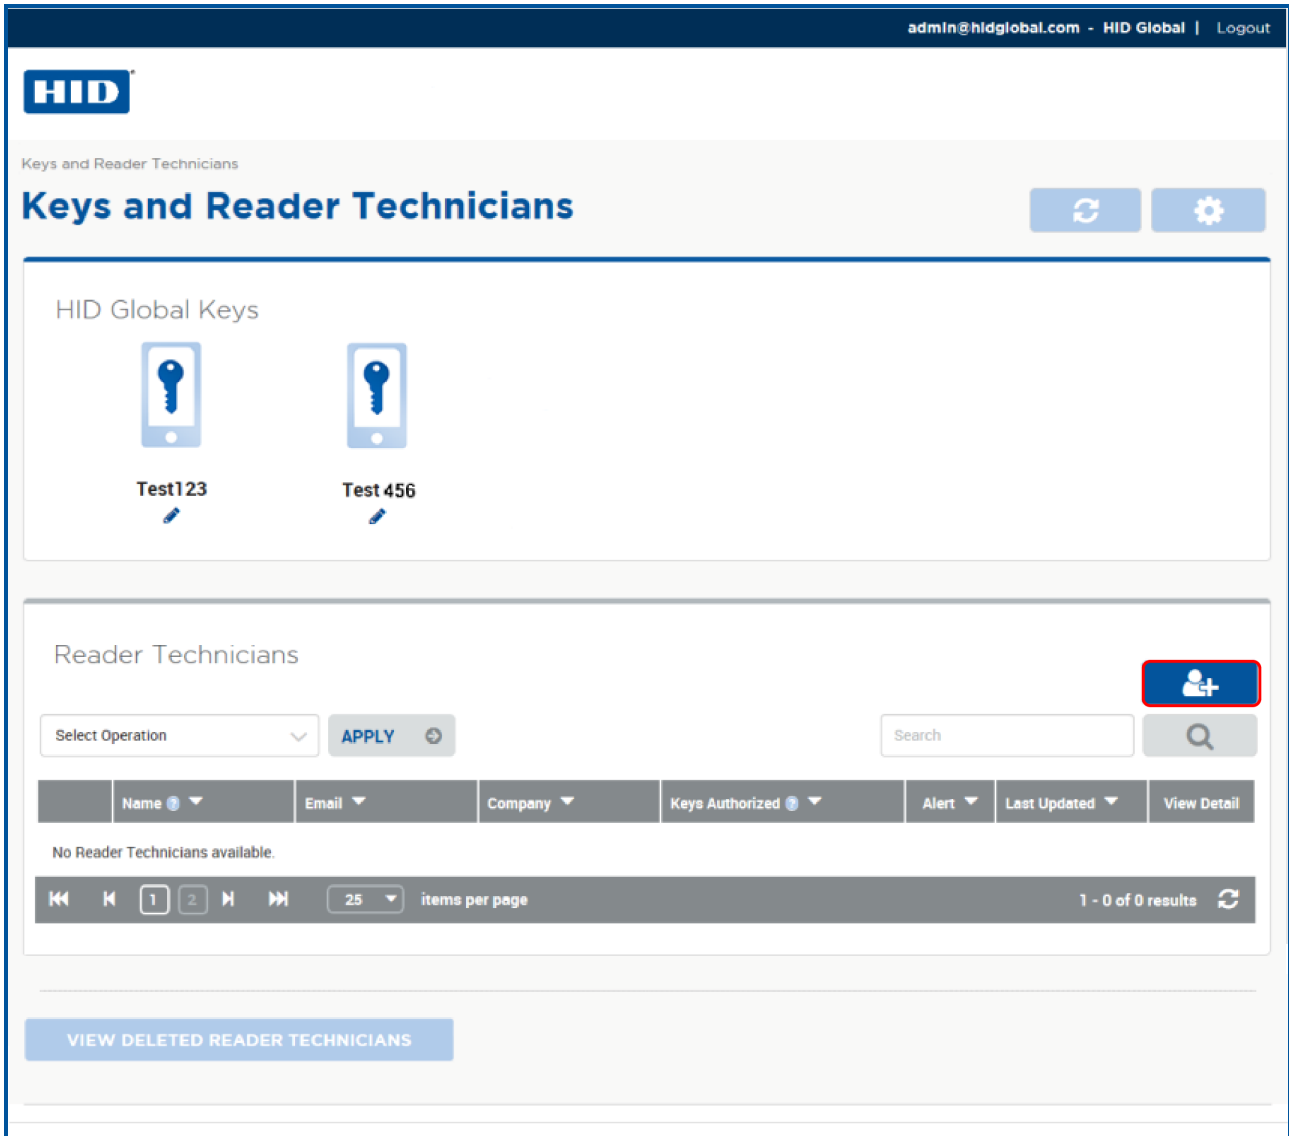 admin@hidglobal.com - HID Global | Logout
HID
Keys and Reader Technicians
Keys and Reader Technicians
HID Global Keys
Test123
Test 456
Reader Technicians
Select Operation
APPLY
Search
Name ? Email Company Keys Authorized ? Alert Last Updated View Detail
No Reader Technicians available.
1 2 25 items per page 1 - 0 of 0 results
VIEW DELETED READER TECHNICIANS